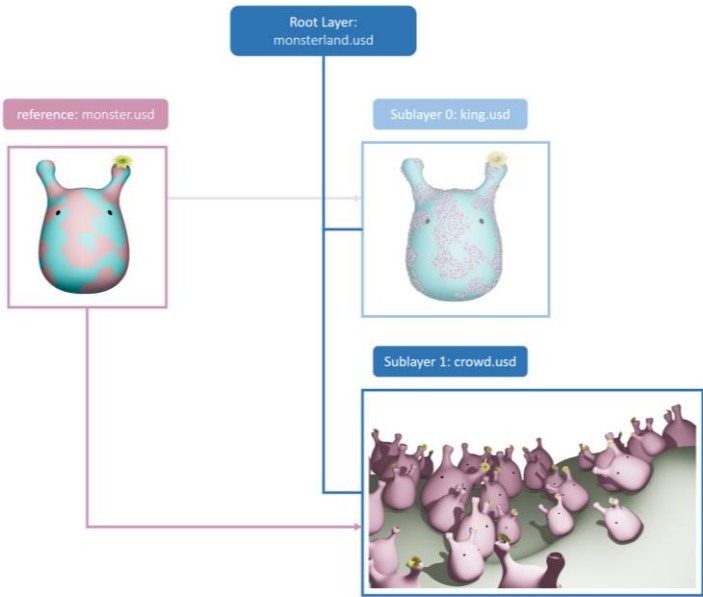 Root Layer:
monsterland.usd
reference: monster.usd
Sublayer 0: king.usd
Sublayer 1: crowd.usd